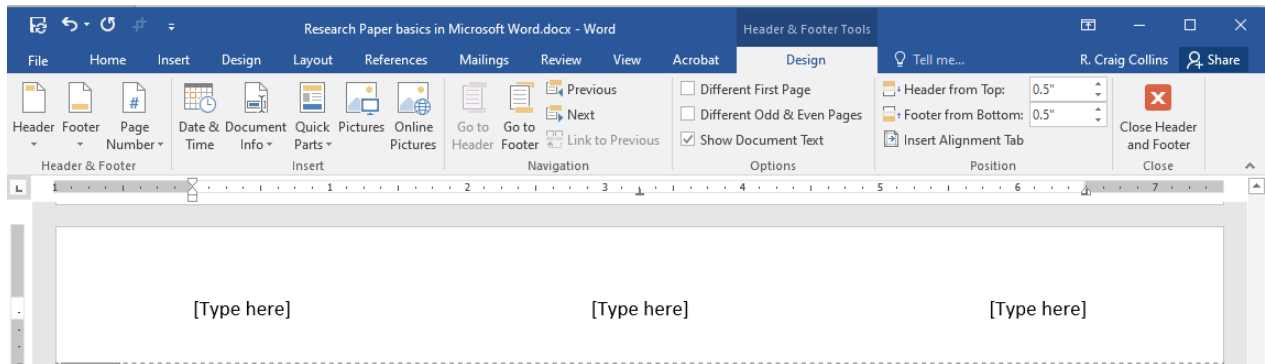 Research Paper basics in Microsoft Word.docx - Word Header & Footer Tools
File Home Insert Design Layout References Mailings Review View Acrobat Design Tell me... R. Craig Collins Share
Header Footer Page Number
Date & Time Document Info Quick Parts Pictures Online Pictures
Go to Header Go to Footer Previous Next Link to Previous
Different First Page
Different Odd & Even Pages
Show Document Text
Header from Top: 0.5"
Footer from Bottom: 0.5"
Insert Alignment Tab
Close Header and Footer
Header & Footer Insert Navigation Options Position Close
L 1 1 2 3 4 5 6 7
[Type here] [Type here] [Type here]